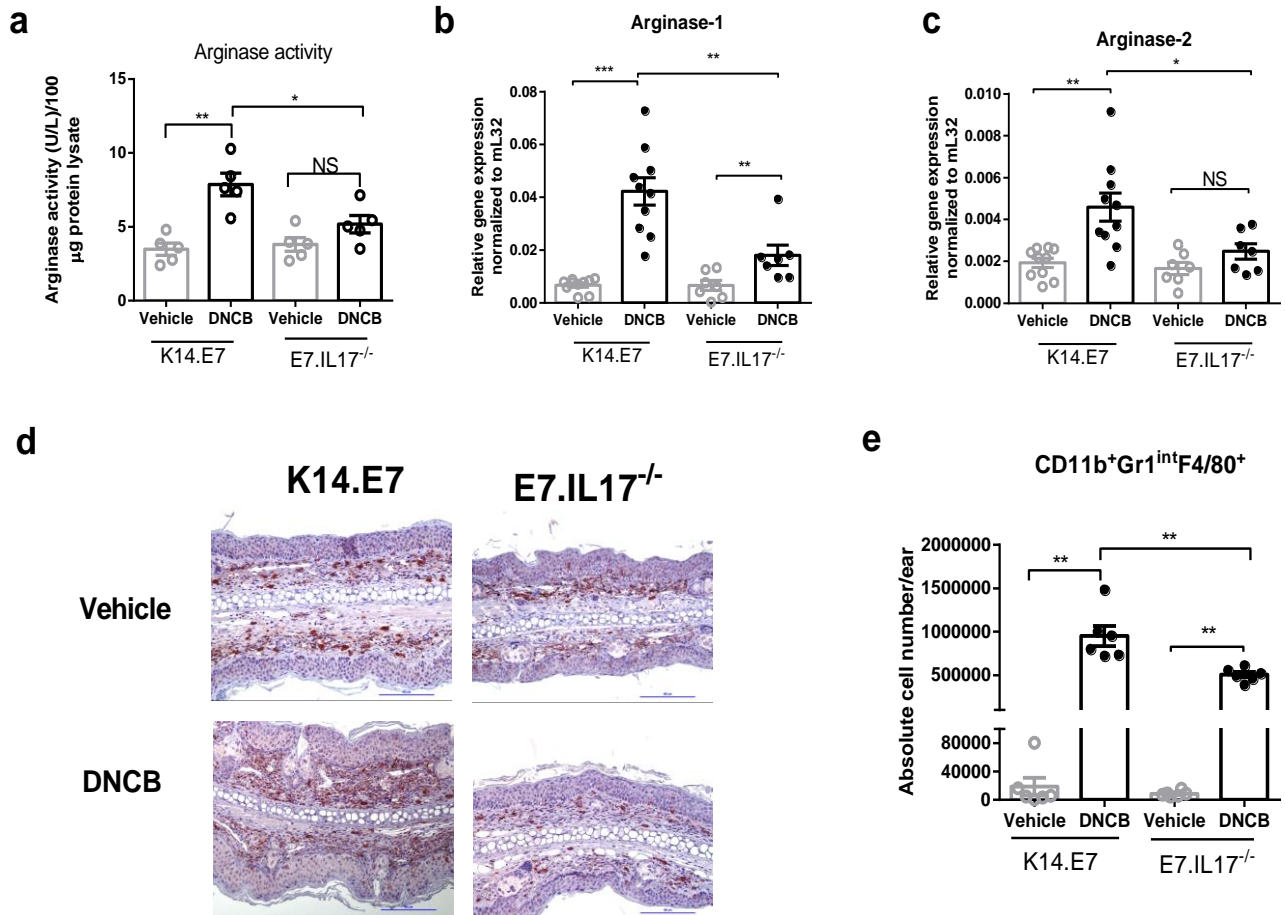 a
Arginase activity
Arginase activity (U/L)/100
µg protein lysate
15
10
5
0
**
*
NS
Vehicle
DNCB
Vehicle
DNCB
K14.E7
E7.IL17-/-
b
Arginase-1
Relative gene expression
normalized to mL32
0.08
0.06
0.04
0.02
0.00
***
**
**
Vehicle
DNCB
Vehicle
DNCB
K14.E7
E7.IL17-/-
c
Arginase-2
Relative gene expression
normalized to mL32
0.010
0.008
0.006
0.004
0.002
0.000
**
*
NS
Vehicle
DNCB
Vehicle
DNCB
K14.E7
E7.IL17-/-
d
K14.E7
E7.IL17-/-
Vehicle
DNCB
e
CD11b+Gr1intF4/80+
Absolute cell number/ear
2000000
1500000
1000000
500000
80000
40000
0
**
**
**
Vehicle
DNCB
Vehicle
DNCB
K14.E7
E7.IL17-/-